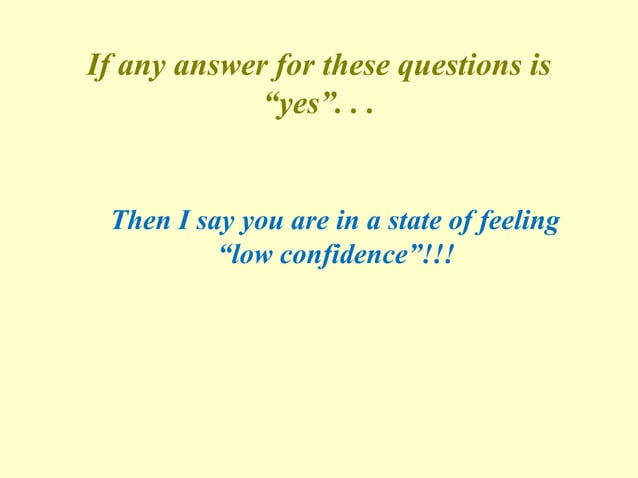 If any answer for these questions is
“yes”. . .
Then I say you are in a state of feeling
“low confidence”!!!